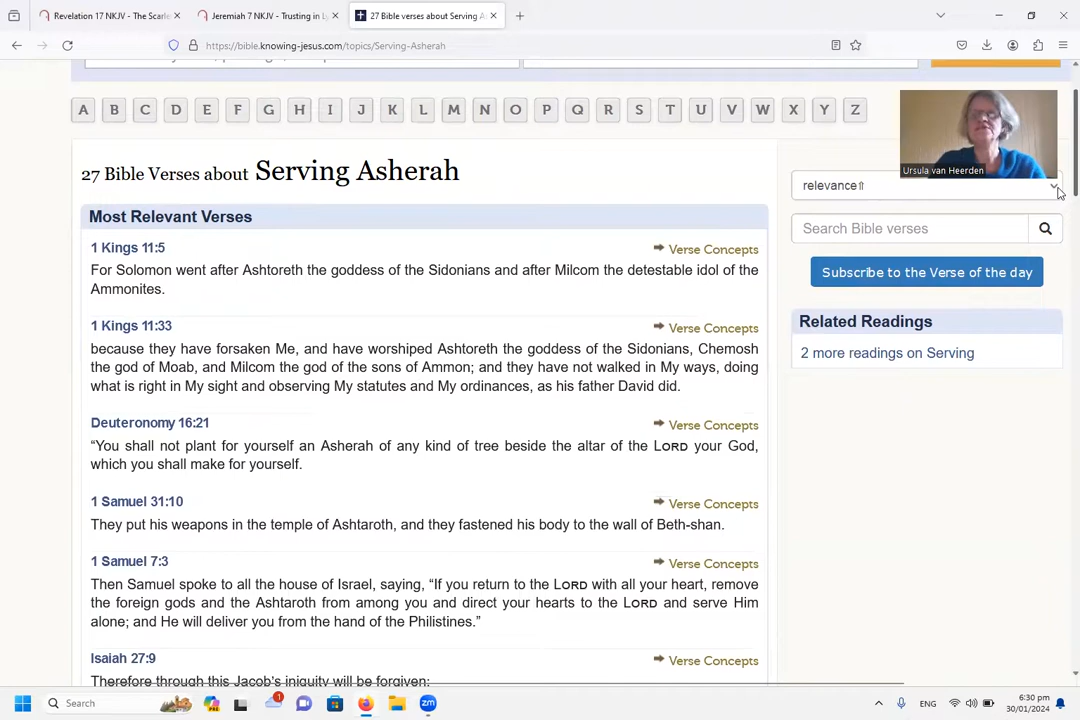 Revelation 17 NKJV - The Scarle
Jeremiah 7 NKJV - Trusting in Ly
27 Bible verses about Serving A
https://bible.knowing-jesus.com/topics/Serving-Asherah
A B C D E F G H I J K L M N O P Q R S T U V W X Y Z
27 Bible Verses about Serving Asherah
Ursula van Heerden
relevance⇑
Search Bible verses
Subscribe to the Verse of the day
Related Readings
2 more readings on Serving
Most Relevant Verses
1 Kings 11:5
Verse Concepts
For Solomon went after Ashtoreth the goddess of the Sidonians and after Milcom the detestable idol of the
Ammonites.
1 Kings 11:33
Verse Concepts
because they have forsaken Me, and have worshiped Ashtoreth the goddess of the Sidonians, Chemosh
the god of Moab, and Milcom the god of the sons of Ammon; and they have not walked in My ways, doing
what is right in My sight and observing My statutes and My ordinances, as his father David did.
Deuteronomy 16:21
Verse Concepts
“You shall not plant for yourself an Asherah of any kind of tree beside the altar of the LORD your God,
which you shall make for yourself.
1 Samuel 31:10
Verse Concepts
They put his weapons in the temple of Ashtaroth, and they fastened his body to the wall of Beth-shan.
1 Samuel 7:3
Verse Concepts
Then Samuel spoke to all the house of Israel, saying, “If you return to the LORD with all your heart, remove
the foreign gods and the Ashtaroth from among you and direct your hearts to the LORD and serve Him
alone; and He will deliver you from the hand of the Philistines.”
Isaiah 27:9
Verse Concepts
Therefore through this Jacob's iniquity will be forgiven;
Search
PRE
1
zm
ENG
6:30 pm
30/01/2024